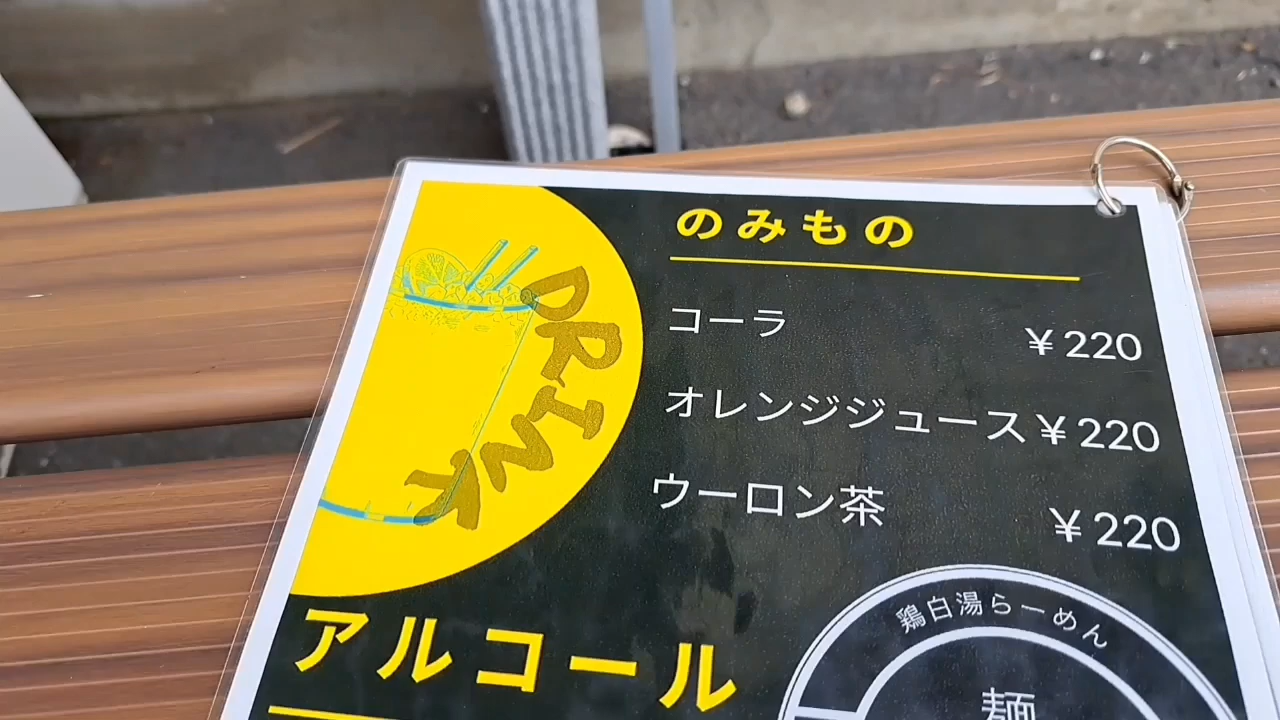 のみもの
DRINK
コーラ ¥220
オレンジジュース ¥220
ウーロン茶 ¥220
アルコール
鶏白湯らーめん
麺